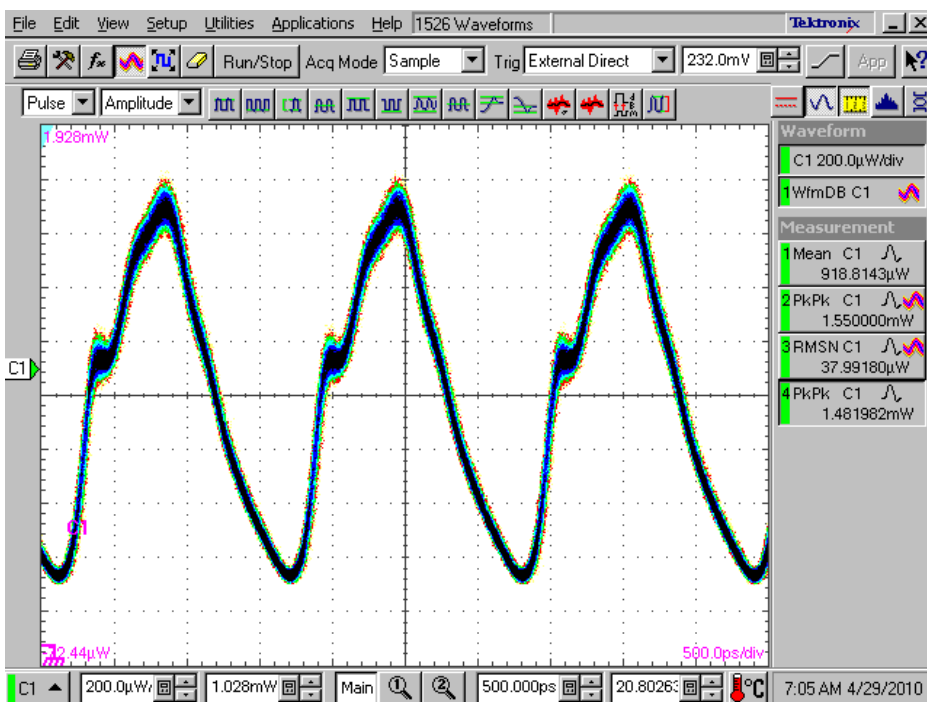 File Edit View Setup Utilities Applications Help 1526 Waveforms Tektronix
Run/Stop Acq Mode Sample Trig External Direct 232.0mV App
Pulse Amplitude
1.928mW
Waveform
C1 200.0µW/div
1 WfmDB C1
Measurement
1 Mean C1
918.8143µW
2 PkPk C1
1.550000mW
3 RMSN C1
37.99180µW
4 PkPk C1
1.481982mW
C1
C1
500.0ps/div
C1 200.0µW/ 1.028mW Main 1 2 500.000ps 20.8026 °C 7:05 AM 4/29/2010